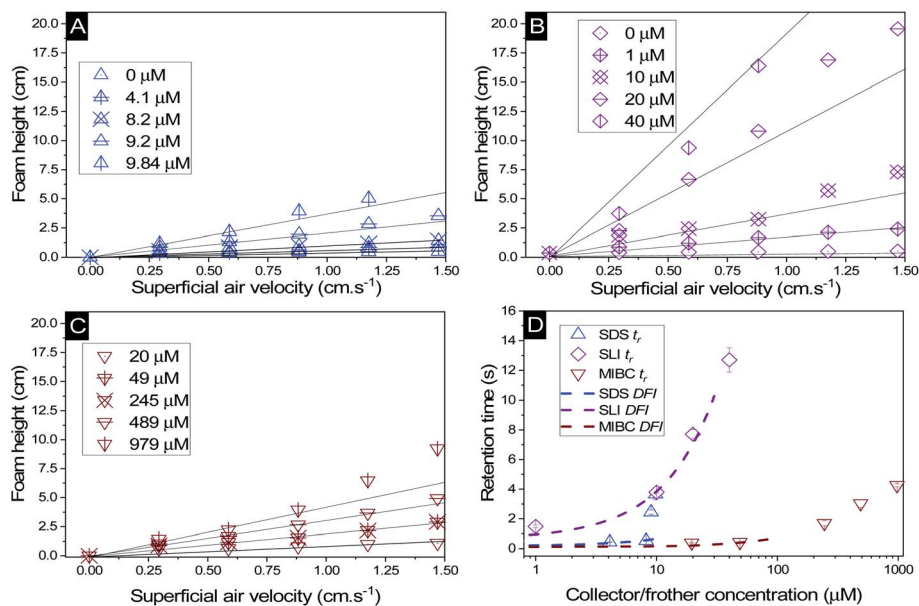 A
20.0
17.5
15.0
12.5
10.0
7.5
5.0
2.5
0.0
Foam height (cm)
0 μM
4.1 μM
8.2 μM
9.2 μM
9.84 μM
0.00 0.25 0.50 0.75 1.00 1.25 1.50
Superficial air velocity (cm.s-1)
B
20.0
17.5
15.0
12.5
10.0
7.5
5.0
2.5
0.0
Foam height (cm)
0 μM
1 μM
10 μM
20 μM
40 μM
0.00 0.25 0.50 0.75 1.00 1.25 1.50
Superficial air velocity (cm.s-1)
C
20.0
17.5
15.0
12.5
10.0
7.5
5.0
2.5
0.0
Foam height (cm)
20 μM
49 μM
245 μM
489 μM
979 μM
0.00 0.25 0.50 0.75 1.00 1.25 1.50
Superficial air velocity (cm.s-1)
D
16
14
12
10
8
6
4
2
0
Retention time (s)
SDS tr
SLI tr
MIBC tr
SDS DFI
SLI DFI
MIBC DFI
1 10 100 1000
Collector/frother concentration (μM)